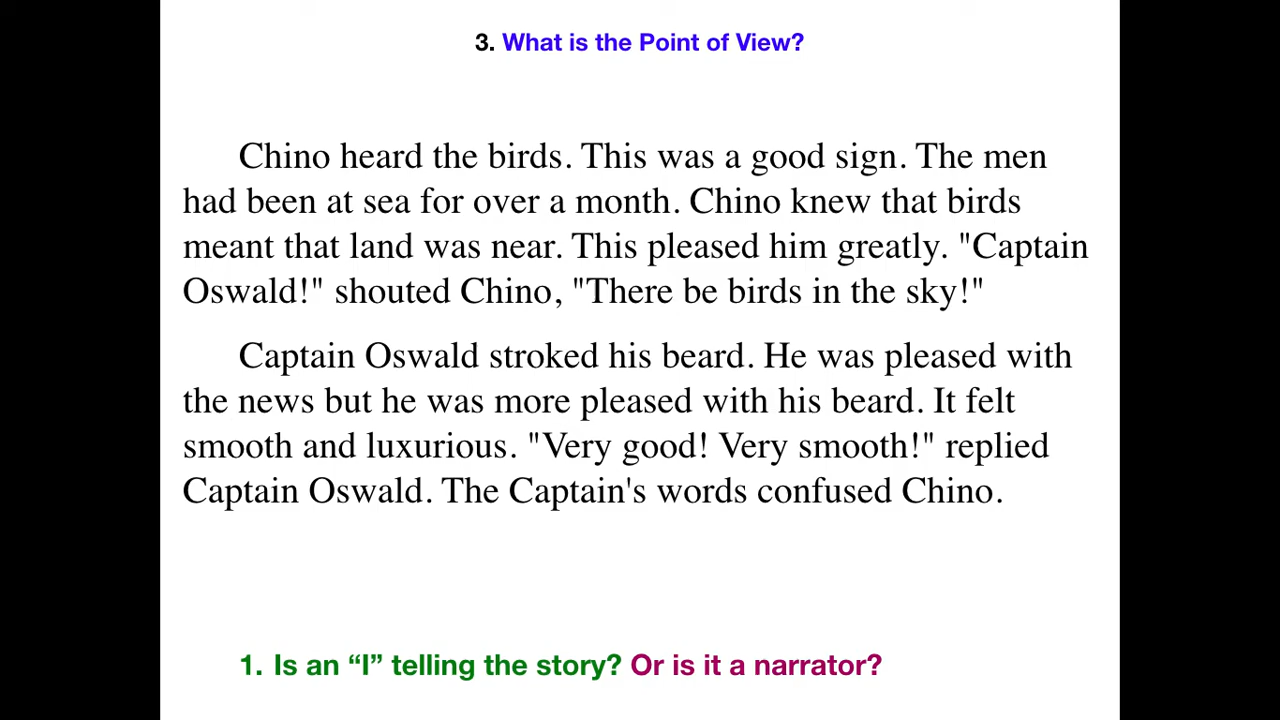 3. What is the Point of View?
Chino heard the birds. This was a good sign. The men
had been at sea for over a month. Chino knew that birds
meant that land was near. This pleased him greatly. "Captain
Oswald!" shouted Chino, "There be birds in the sky!"
Captain Oswald stroked his beard. He was pleased with
the news but he was more pleased with his beard. It felt
smooth and luxurious. "Very good! Very smooth!" replied
Captain Oswald. The Captain's words confused Chino.
1. Is an “I” telling the story? Or is it a narrator?